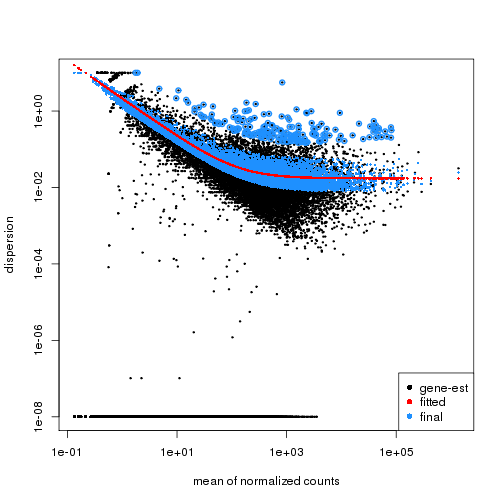 1e+00
1e-02
1e-04
1e-06
1e-08
dispersion
1e-01
1e+01
1e+03
1e+05
mean of normalized counts
gene-est
fitted
final